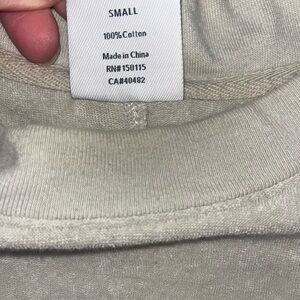 SMALL
100%Cotton
Made in China
RN#150115
CA#40482